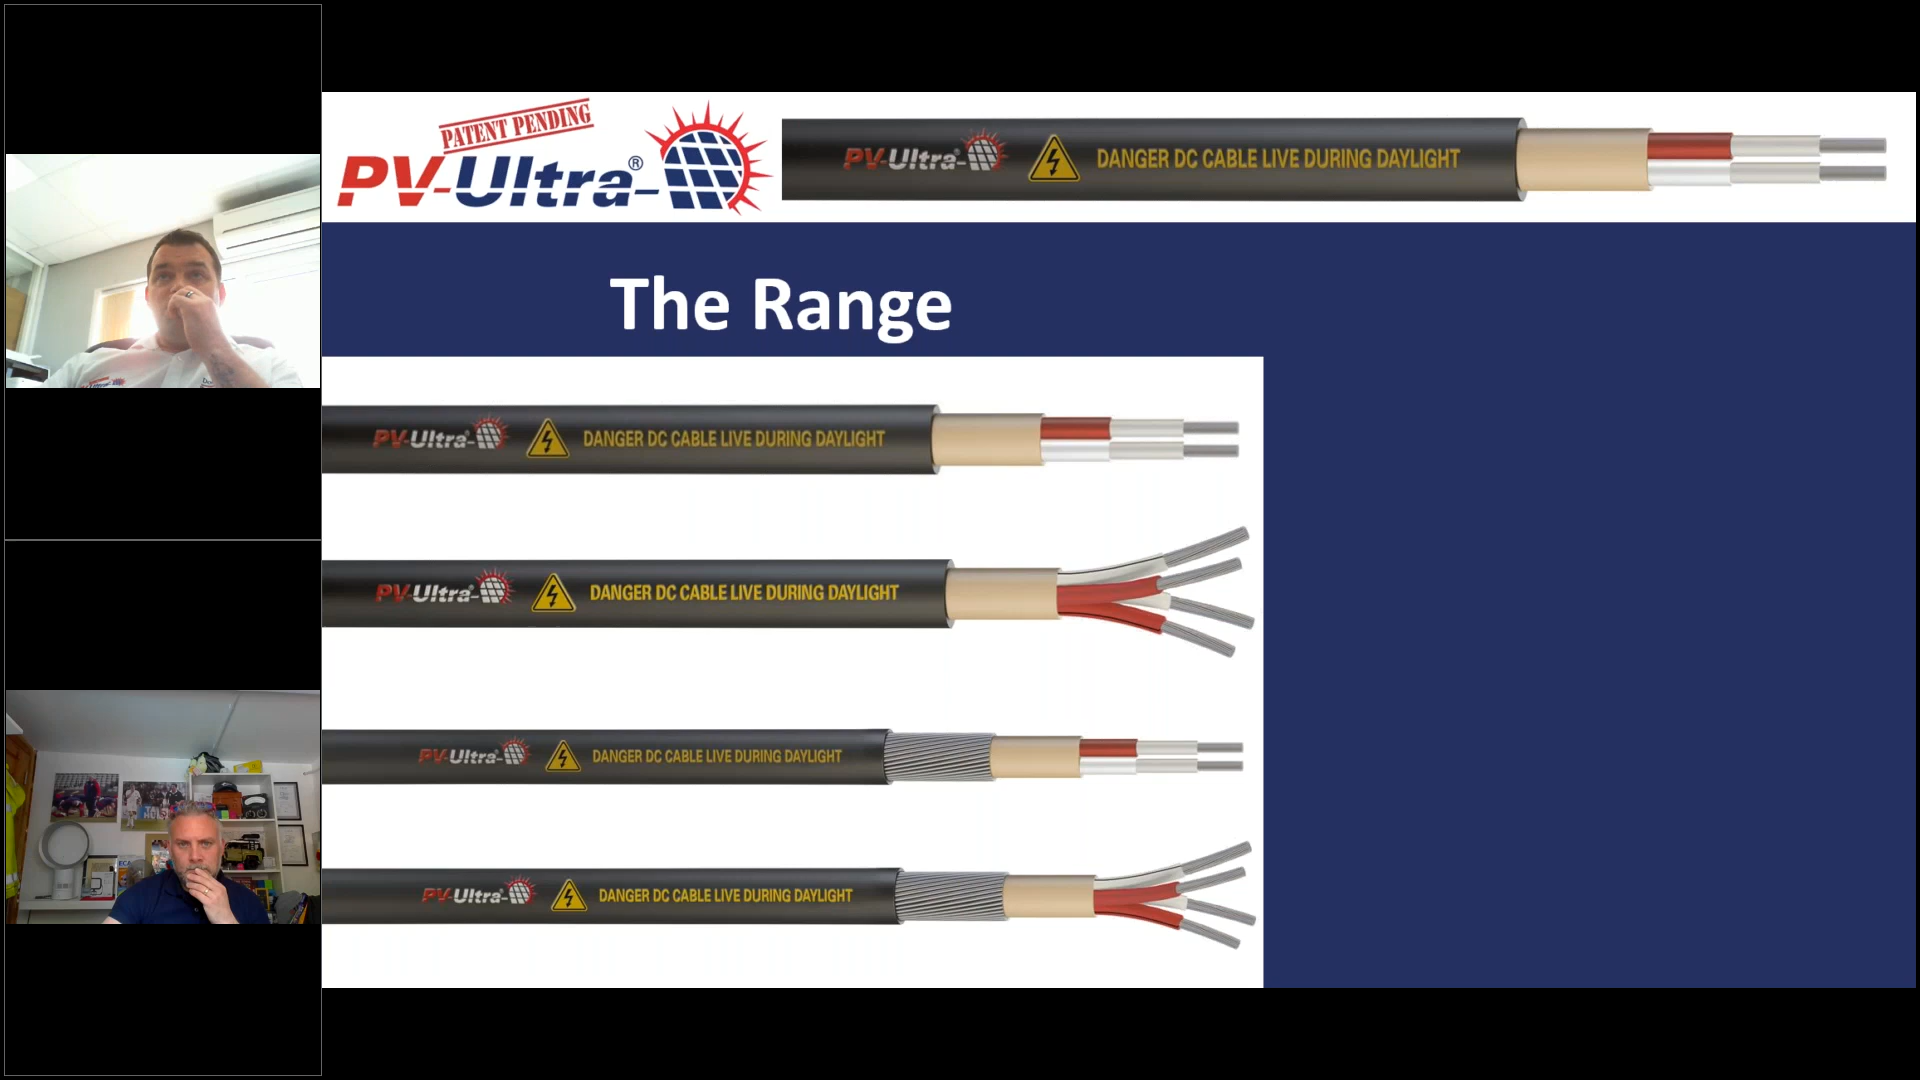 PATENT PENDING
PV-Ultra®
PV-Ultra® DANGER DC CABLE LIVE DURING DAYLIGHT
The Range
PV-Ultra® DANGER DC CABLE LIVE DURING DAYLIGHT
PV-Ultra® DANGER DC CABLE LIVE DURING DAYLIGHT
PV-Ultra® DANGER DC CABLE LIVE DURING DAYLIGHT
PV-Ultra® DANGER DC CABLE LIVE DURING DAYLIGHT